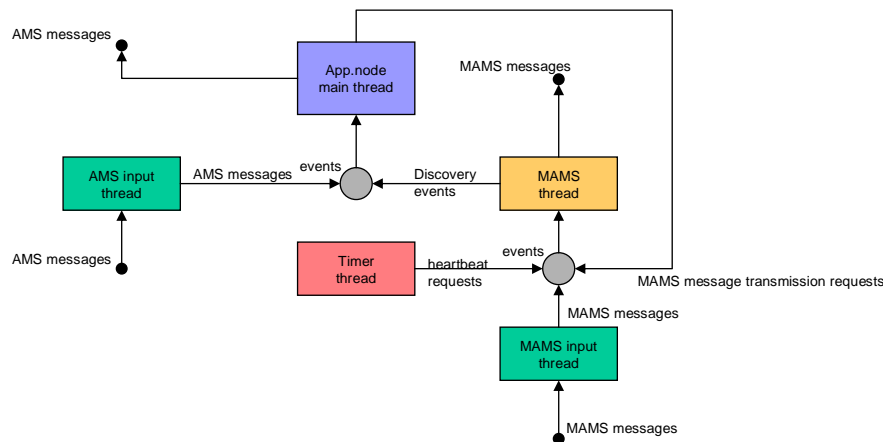 AMS messages
App.node
main thread
MAMS messages
events
AMS input
thread
AMS messages
Discovery
events
MAMS
thread
AMS messages
Timer
thread
heartbeat
requests
events
MAMS message transmission requests
MAMS messages
MAMS input
thread
MAMS messages